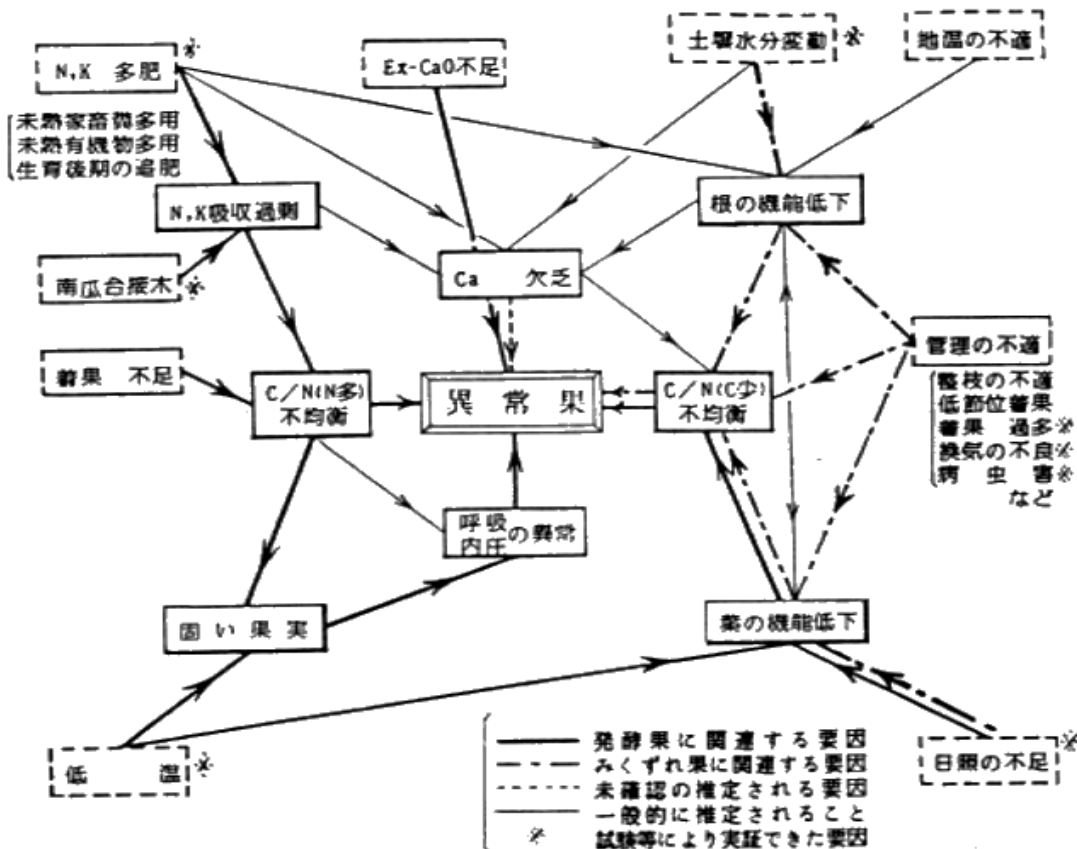 N,K 多肥 ※
Ex-CaO不足
土壌水分変動 ※
地温の不適
未熟家畜糞多用
未熟有機物多用
生育後期の追肥
N,K吸収過剰
根の機能低下
南瓜台接木 ※
Ca 欠乏
管理の不適
整枝の不適
低節位着果
着果 過多※
換気の不良※
病虫害※
など
着果 不足
C/N(N多)
不均衡
異常果
C/N(C少)
不均衡
呼吸
内圧
の異常
固い果実
葉の機能低下
低温 ※
日照の不足 ※
発酵果に関連する要因
みくずれ果に関連する要因
未確認の推定される要因
一般的に推定されること
※ 試験等により実証できた要因